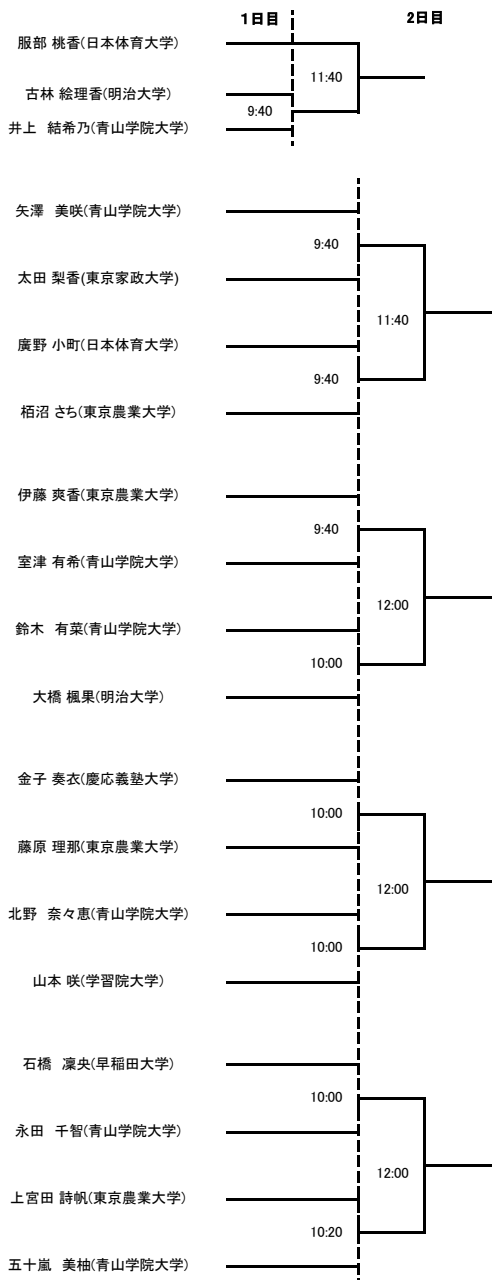 1日目 2日目
服部 桃香(日本体育大学)
11:40
古林 絵理香(明治大学)
9:40
井上　結希乃(青山学院大学)
矢澤　美咲(青山学院大学)
9:40
太田 梨香(東京家政大学)
11:40
廣野 小町(日本体育大学)
9:40
栢沼 さち(東京農業大学)
伊藤 爽香(東京農業大学)
9:40
室津 有希(青山学院大学)
12:00
鈴木　有菜(青山学院大学)
10:00
大橋 楓果(明治大学)
金子 奏衣(慶応義塾大学)
10:00
藤原 理那(東京農業大学)
12:00
北野　奈々恵(青山学院大学)
10:00
山本 咲(学習院大学)
石橋　凜央(早稲田大学)
10:00
永田　千智(青山学院大学)
12:00
上宮田 詩帆(東京農業大学)
10:20
五十嵐　美柚(青山学院大学)